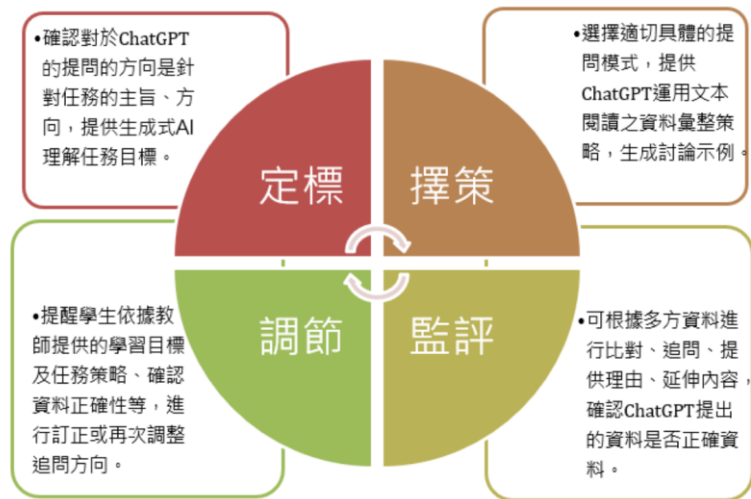 •確認對於ChatGPT
的提問的方向是針
對任務的主旨、方
向，提供生成式AI
理解任務目標。
•選擇適切具體的提
問模式，提供
ChatGPT運用文本
閱讀之資料彙整策
略，生成討論示例。
定標
擇策
調節
監評
•提醒學生依據教
師提供的學習目標
及任務策略、確認
資料正確性等，進
行訂正或再次調整
追問方向。
•可根據多方資料進
行比對、追問、提
供理由、延伸內容，
確認ChatGPT提出
的資料是否正確資
料。